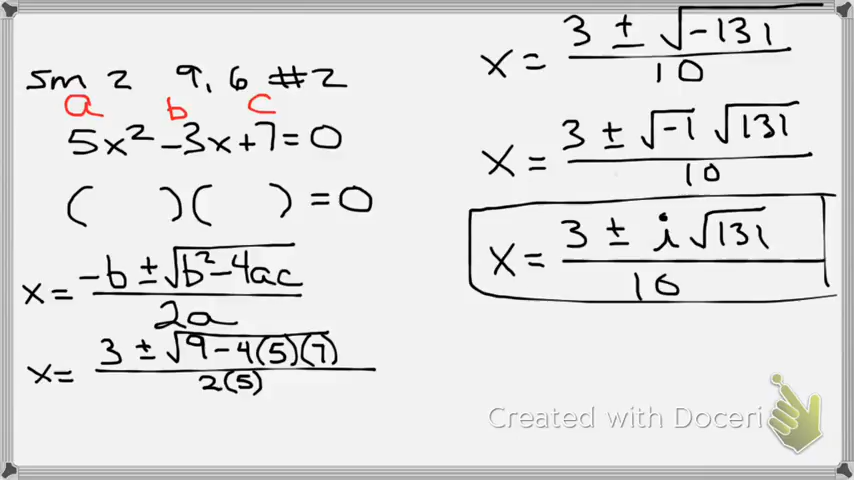 sm 2 9.6 #2
a b c
5x² -3x+7=0
( )( ) = 0
x = -b ± √b²-4ac / 2a
x = 3 ± √9-4(5)(7) / 2(5)
x = 3 ± √-131 / 10
x = 3 ± √-1 √131 / 10
x = 3 ± i √131 / 10
Created with Doceri